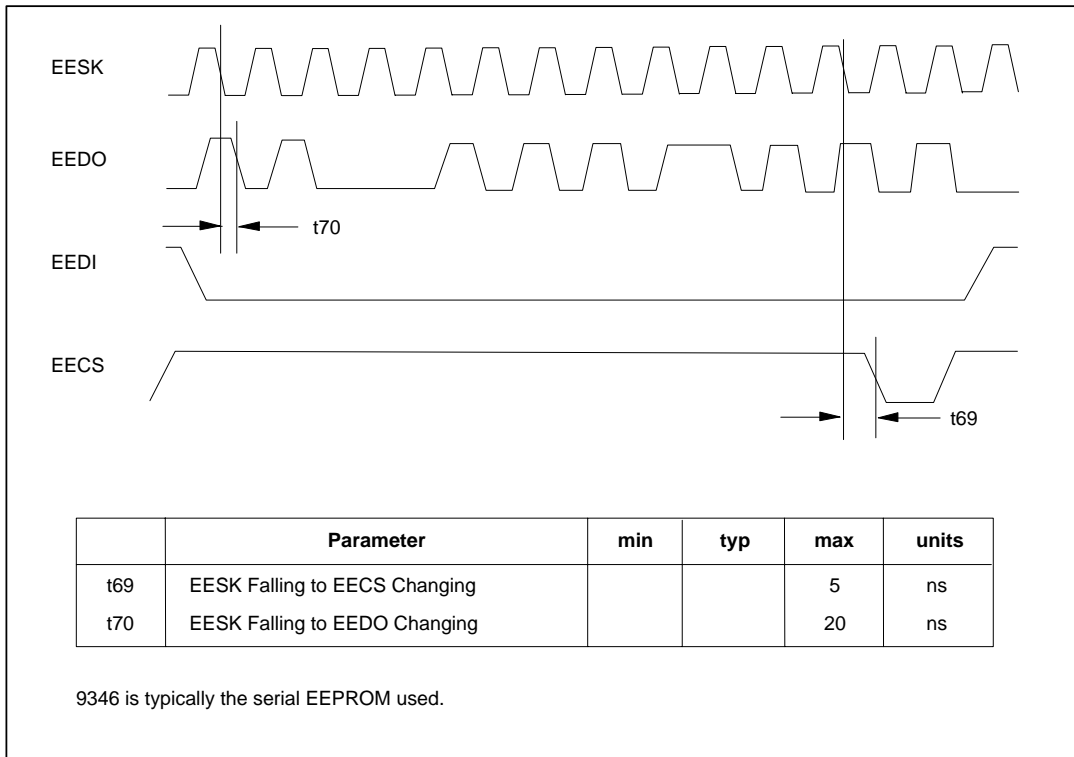 EESK
EEDO
t70
EEDI
EECS
t69
Parameter min typ max units
t69 EESK Falling to EECS Changing 5 ns
t70 EESK Falling to EEDO Changing 20 ns
9346 is typically the serial EEPROM used.